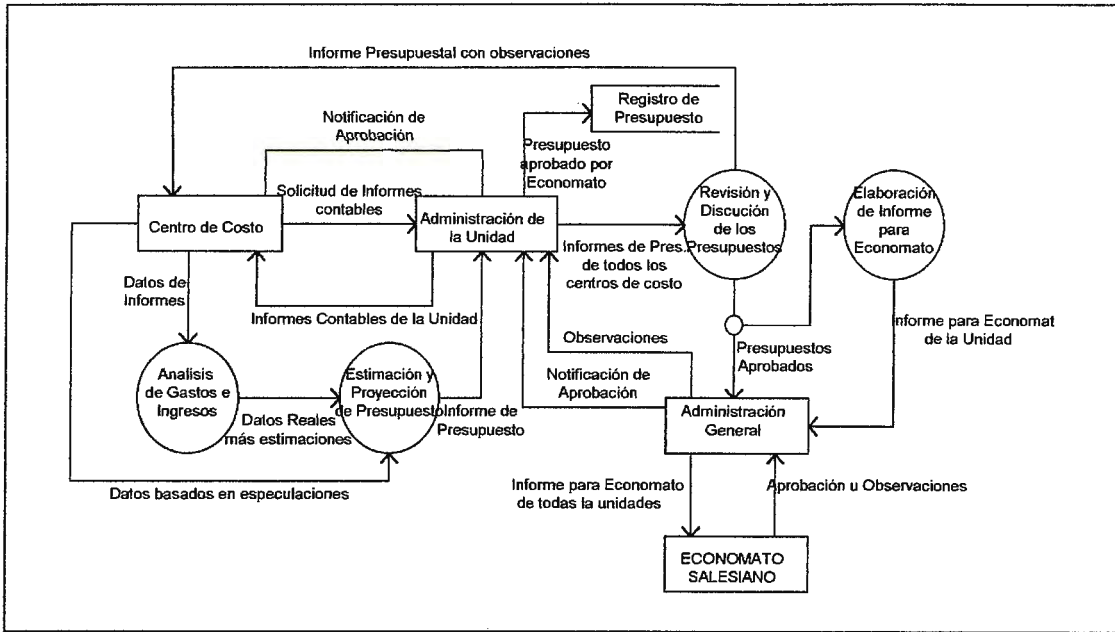 Informe Presupuestal con observaciones
Registro de
Presupuesto
Notificación de
Aprobación
Presupuesto
aprobado por
Economato
Solicitud de Informes
contables
Centro de Costo
Administración de
la Unidad
Revisión y
Discución
de los
Presupuestos
Elaboración
de Informe
para
Economato
Informes de Pres.
de todos los
centros de costo
Datos de
Informes
Informes Contables de la Unidad
Observaciones
Presupuestos
Aprobados
Informe para Economat
de la Unidad
Analísis
de Gastos e
Ingresos
Estimación y
Proyección
de Presupuesto
Informe de
Presupuesto
Notificación de
Aprobación
Datos Reales
más estimaciones
Administración
General
Datos basados en especulaciones
Informe para Economato
de todas la unidades
Aprobación u Observaciones
ECONOMATO
SALESIANO